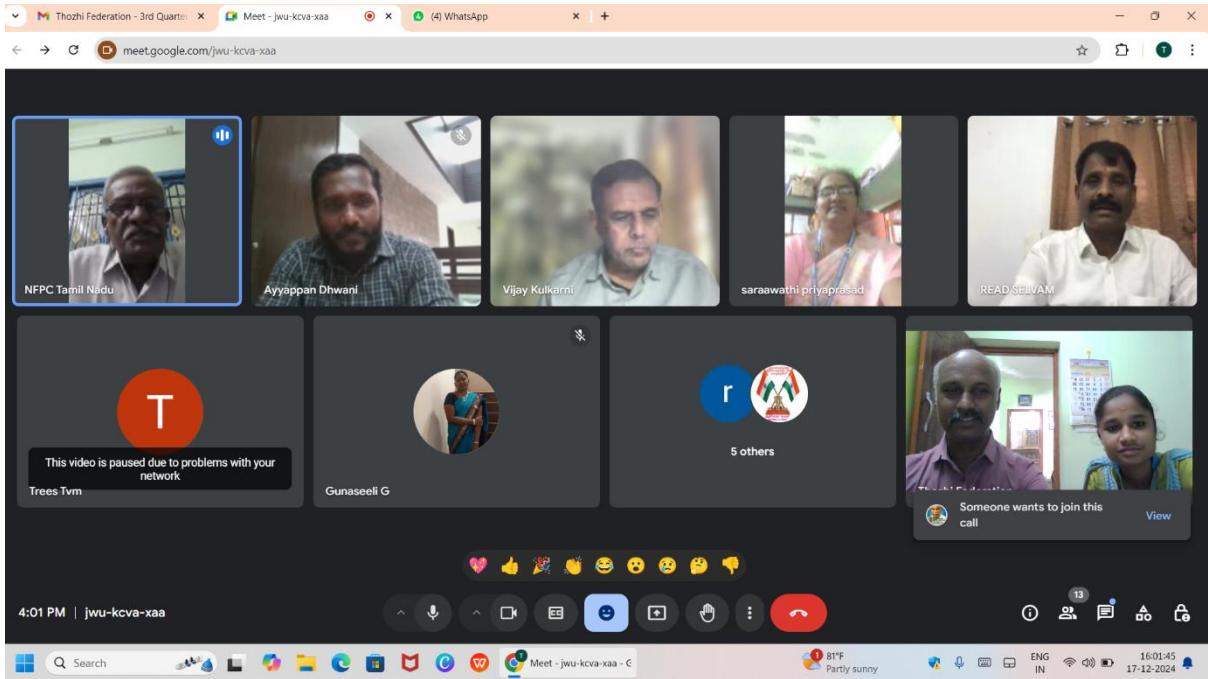 Thozhi Federation - 3rd Quarte
Meet - jwu-kcva-xaa
(4) WhatsApp
meet.google.com/jwu-kcva-xaa
T
NFPC Tamil Nadu
Ayyappan Dhwani
Vijay Kulkarni
saraawathi priyaprasad
READ SELVAM
T
This video is paused due to problems with your
network
Trees Tvm
Gunaseeli G
r
5 others
Thozhi Federation
Someone wants to join this
call
View
4:01 PM | jwu-kcva-xaa
13
Search
Meet - jwu-kcva-xaa - G
1
81°F
Partly sunny
ENG
IN
16:01:45
17-12-2024